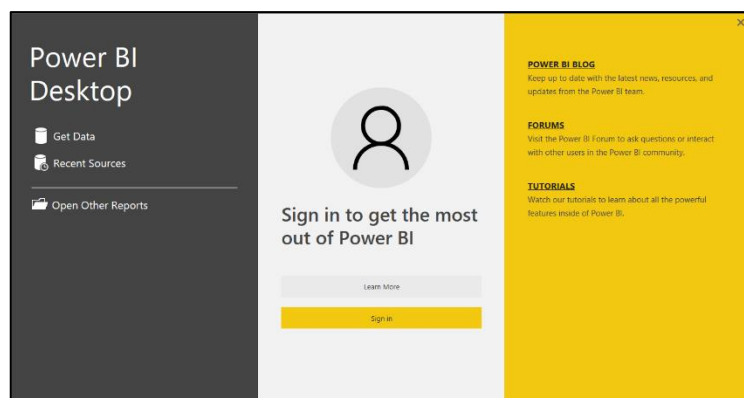 Power BI
Desktop
Get Data
Recent Sources
Open Other Reports
Sign in to get the most
out of Power BI
Learn More
Sign in
POWER BI BLOG
Keep up to date with the latest news, resources, and
updates from the Power BI team.
FORUMS
Visit the Power BI Forum to ask questions or interact
with other users in the Power BI community.
TUTORIALS
Watch our tutorials to learn about all the powerful
features inside of Power BI.